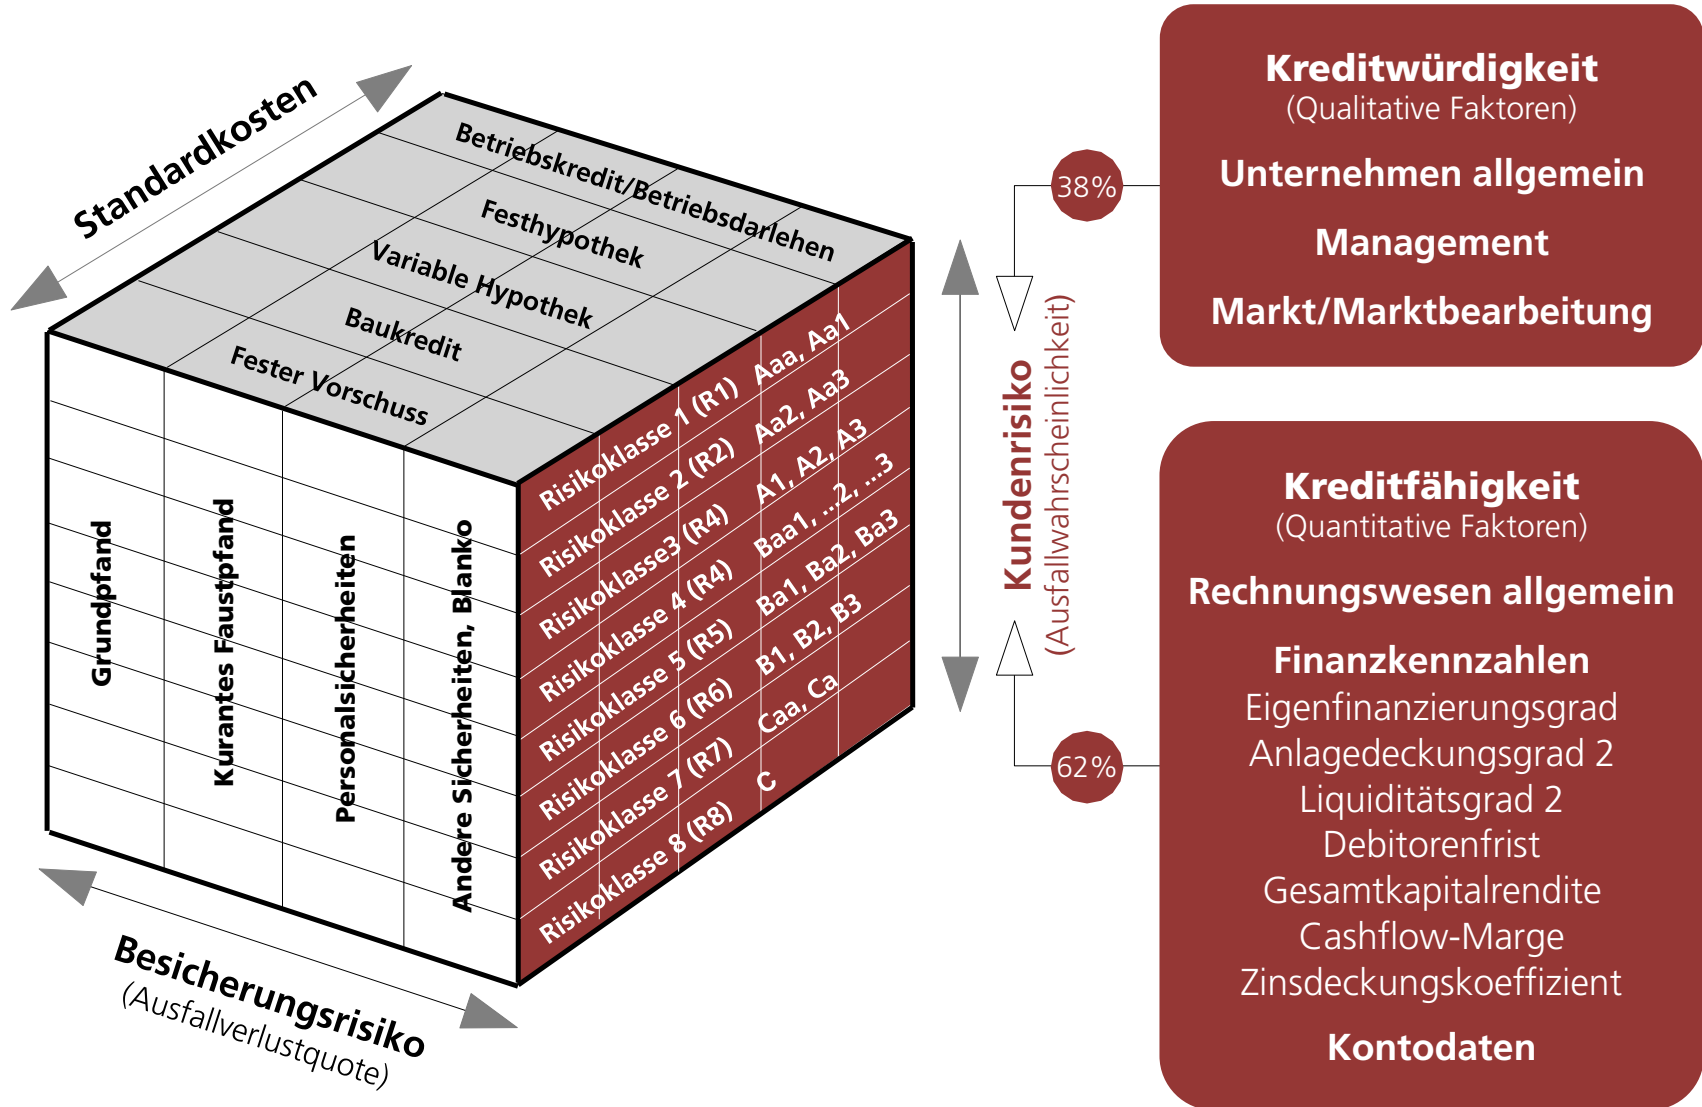 Standardkosten
Betriebskredit/Betriebsdarlehen
Festhypothek
Variable Hypothek
Baukredit
Fester Vorschuss
Grundpfand
Kurantes Faustpfand
Personalsicherheiten
Andere Sicherheiten, Blanko
Risikoklasse 1 (R1) Aaa, Aa1
Risikoklasse 2 (R2) Aa2, Aa3
Risikoklasse3 (R4) A1, A2, A3
Risikoklasse 4 (R4) Baa1, ...2, ...3
Risikoklasse 5 (R5) Ba1, Ba2, Ba3
Risikoklasse 6 (R6) B1, B2, B3
Risikoklasse 7 (R7) Caa, Ca
Risikoklasse 8 (R8) C
Besicherungsrisiko
(Ausfallverlustquote)
Kundenrisiko
(Ausfallwahrscheinlichkeit)
38%
62%
Kreditwürdigkeit
(Qualitative Faktoren)
Unternehmen allgemein
Management
Markt/Marktbearbeitung
Kreditfähigkeit
(Quantitative Faktoren)
Rechnungswesen allgemein
Finanzkennzahlen
Eigenfinanzierungsgrad
Anlagedeckungsgrad 2
Liquiditätsgrad 2
Debitorenfrist
Gesamtkapitalrendite
Cashflow-Marge
Zinsdeckungskoeffizient
Kontodaten